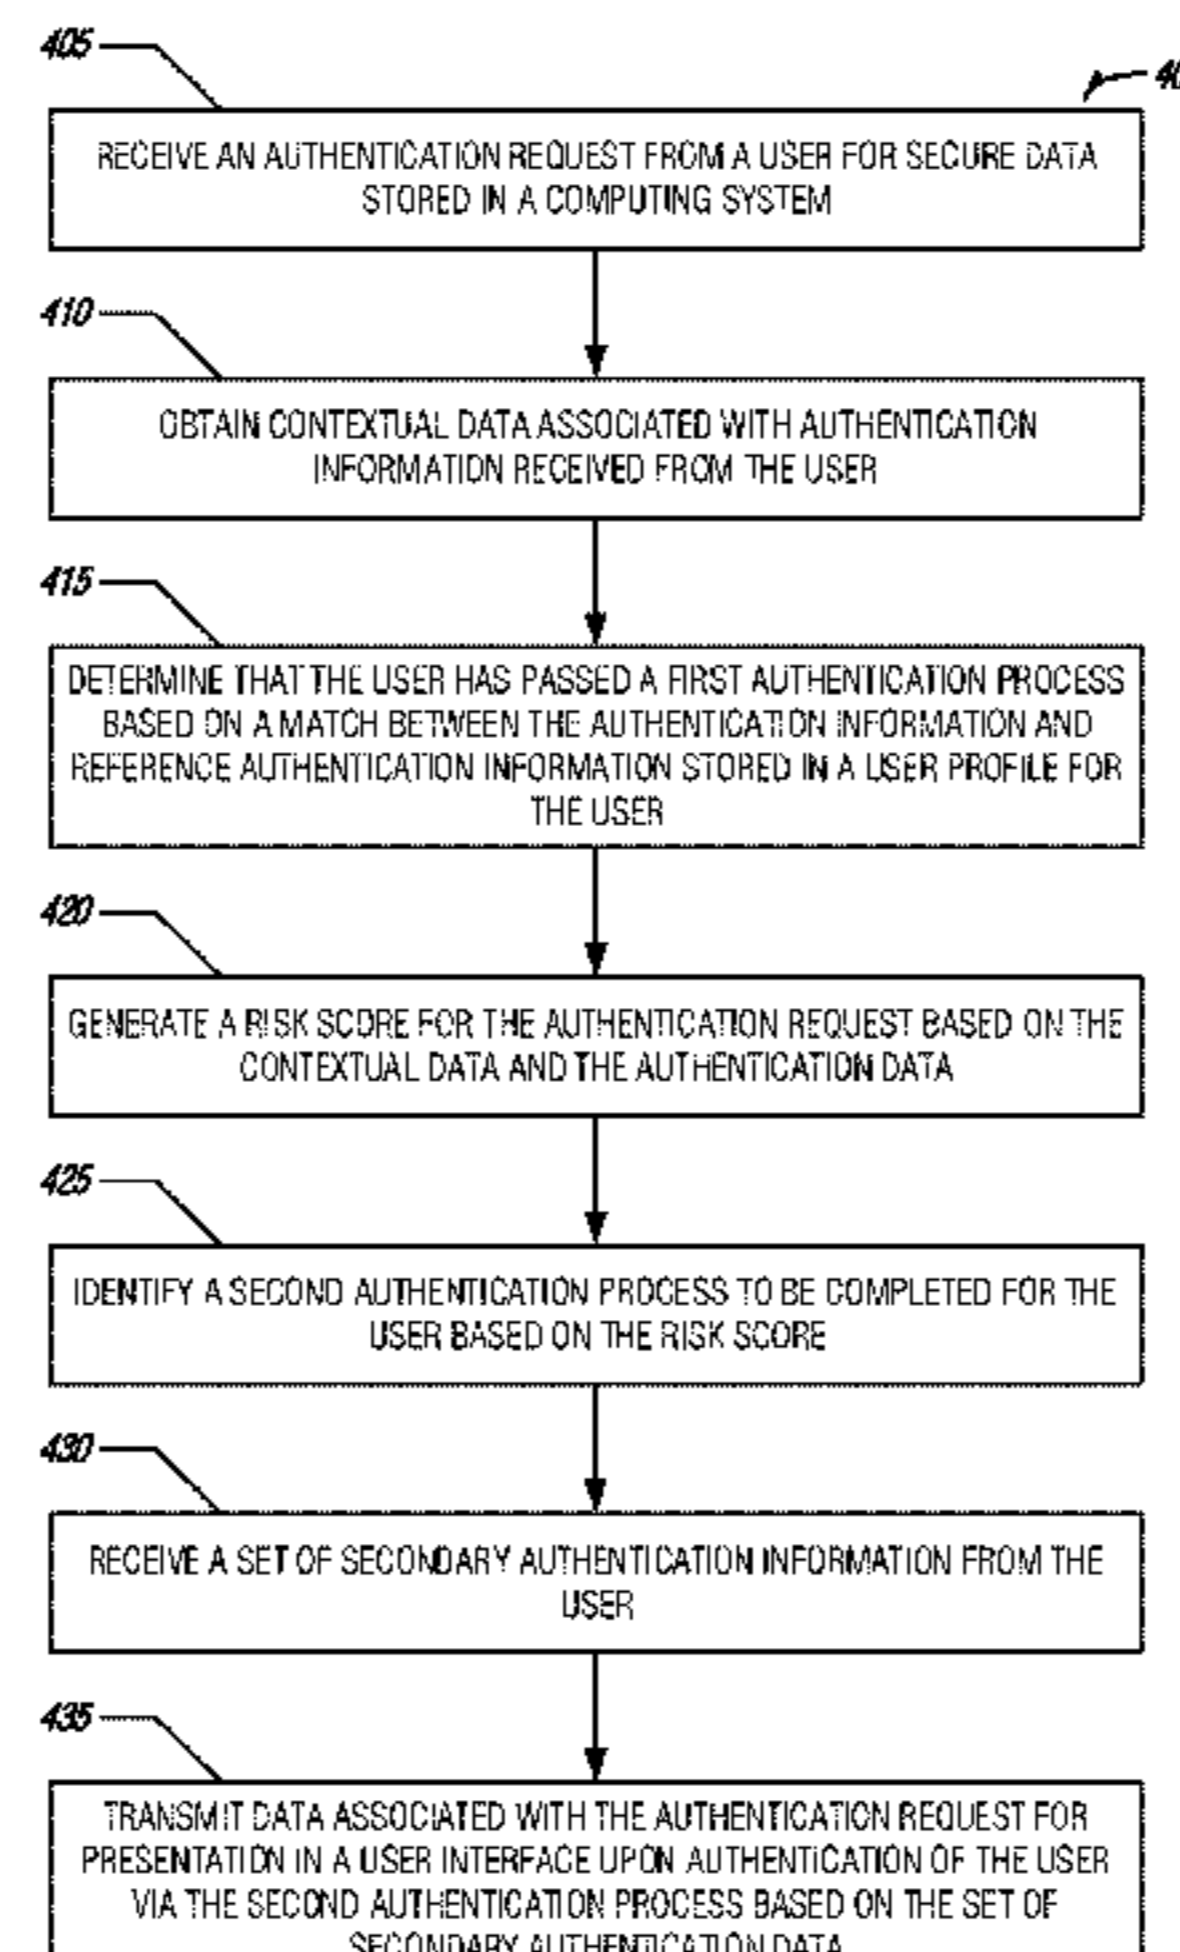 405
RECEIVE AN AUTHENTICATION REQUEST FROM A USER FOR SECURE DATA
STORED IN A COMPUTING SYSTEM
410
OBTAIN CONTEXTUAL DATA ASSOCIATED WITH AUTHENTICATION
INFORMATION RECEIVED FROM THE USER
415
DETERMINE THAT THE USER HAS PASSED A FIRST AUTHENTICATION PROCESS
BASED ON A MATCH BETWEEN THE AUTHENTICATION INFORMATION AND
REFERENCE AUTHENTICATION INFORMATION STORED IN A USER PROFILE FOR
THE USER
420
GENERATE A RISK SCORE FOR THE AUTHENTICATION REQUEST BASED ON THE
CONTEXTUAL DATA AND THE AUTHENTICATION DATA
425
IDENTIFY A SECOND AUTHENTICATION PROCESS TO BE COMPLETED FOR THE
USER BASED ON THE RISK SCORE
430
RECEIVE A SET OF SECONDARY AUTHENTICATION INFORMATION FROM THE
USER
435
TRANSMIT DATA ASSOCIATED WITH THE AUTHENTICATION REQUEST FOR
PRESENTATION IN A USER INTERFACE UPON AUTHENTICATION OF THE USER
VIA THE SECOND AUTHENTICATION PROCESS BASED ON THE SET OF
SECONDARY AUTHENTICATION DATA